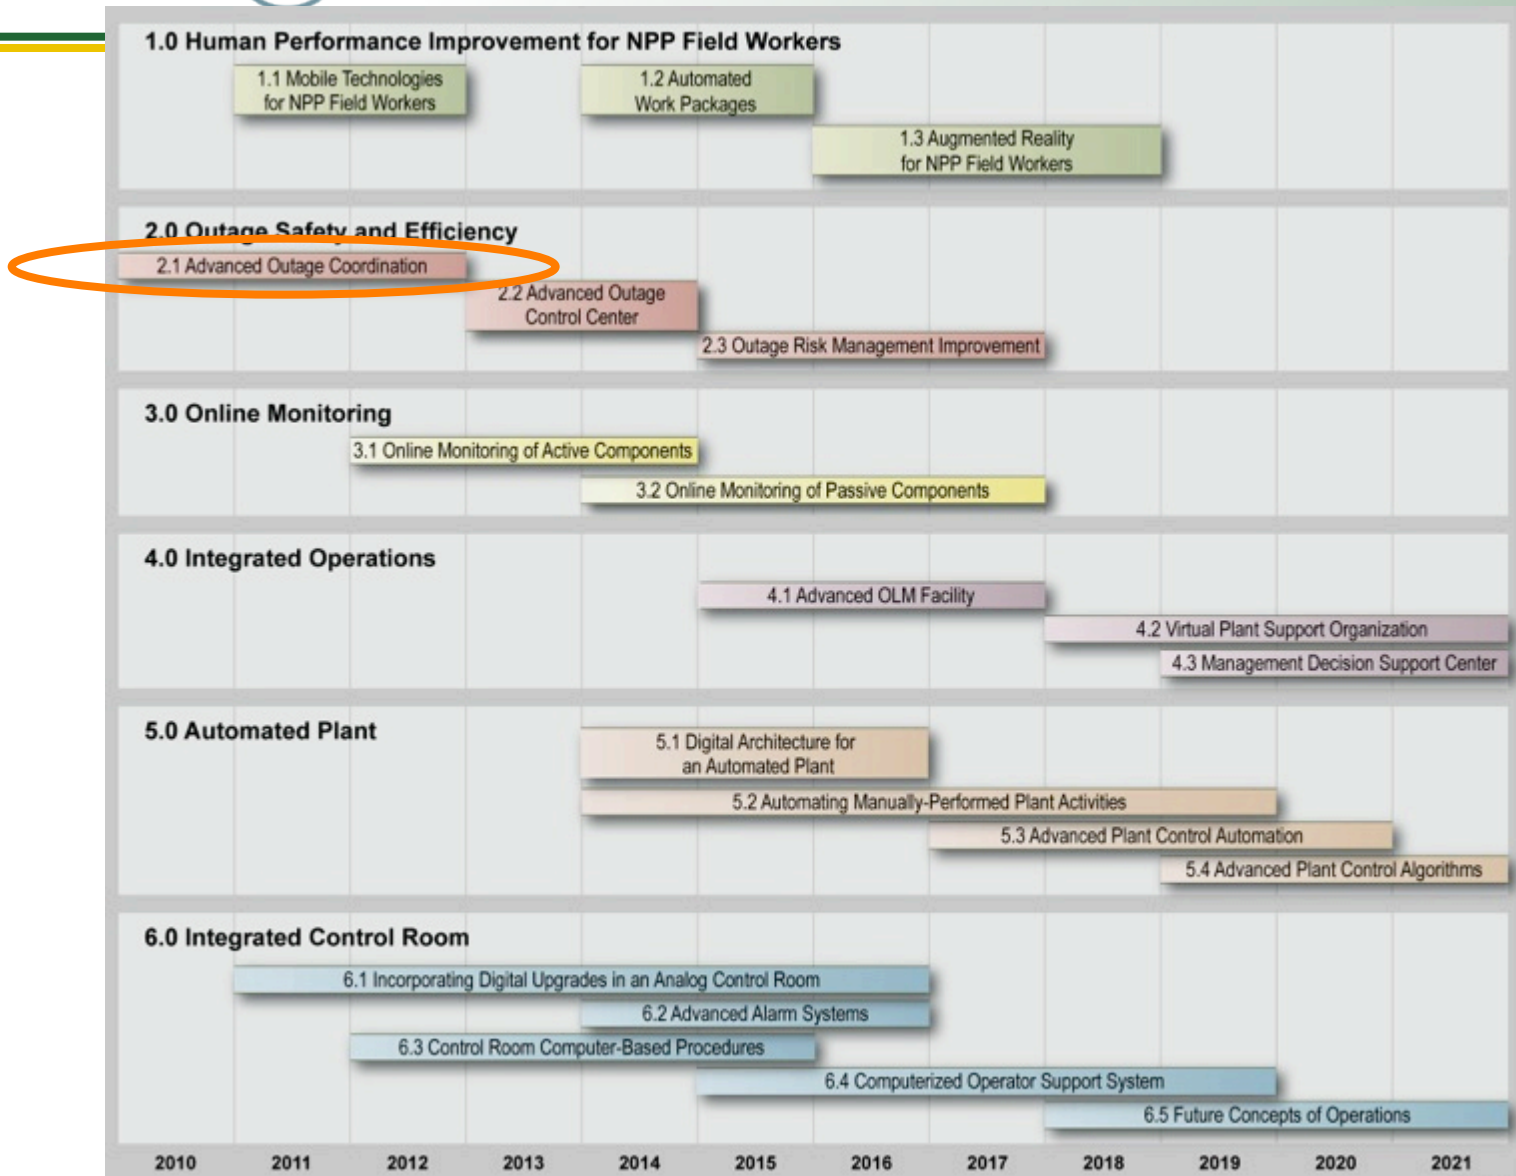 1.0 Human Performance Improvement for NPP Field Workers
1.1 Mobile Technologies
for NPP Field Workers
1.2 Automated
Work Packages
1.3 Augmented Reality
for NPP Field Workers
2.0 Outage Safety and Efficiency
2.1 Advanced Outage Coordination
2.2 Advanced Outage
Control Center
2.3 Outage Risk Management Improvement
3.0 Online Monitoring
3.1 Online Monitoring of Active Components
3.2 Online Monitoring of Passive Components
4.0 Integrated Operations
4.1 Advanced OLM Facility
4.2 Virtual Plant Support Organization
4.3 Management Decision Support Center
5.0 Automated Plant
5.1 Digital Architecture for
an Automated Plant
5.2 Automating Manually-Performed Plant Activities
5.3 Advanced Plant Control Automation
5.4 Advanced Plant Control Algorithms
6.0 Integrated Control Room
6.1 Incorporating Digital Upgrades in an Analog Control Room
6.2 Advanced Alarm Systems
6.3 Control Room Computer-Based Procedures
6.4 Computerized Operator Support System
6.5 Future Concepts of Operations
2010 2011 2012 2013 2014 2015 2016 2017 2018 2019 2020 2021